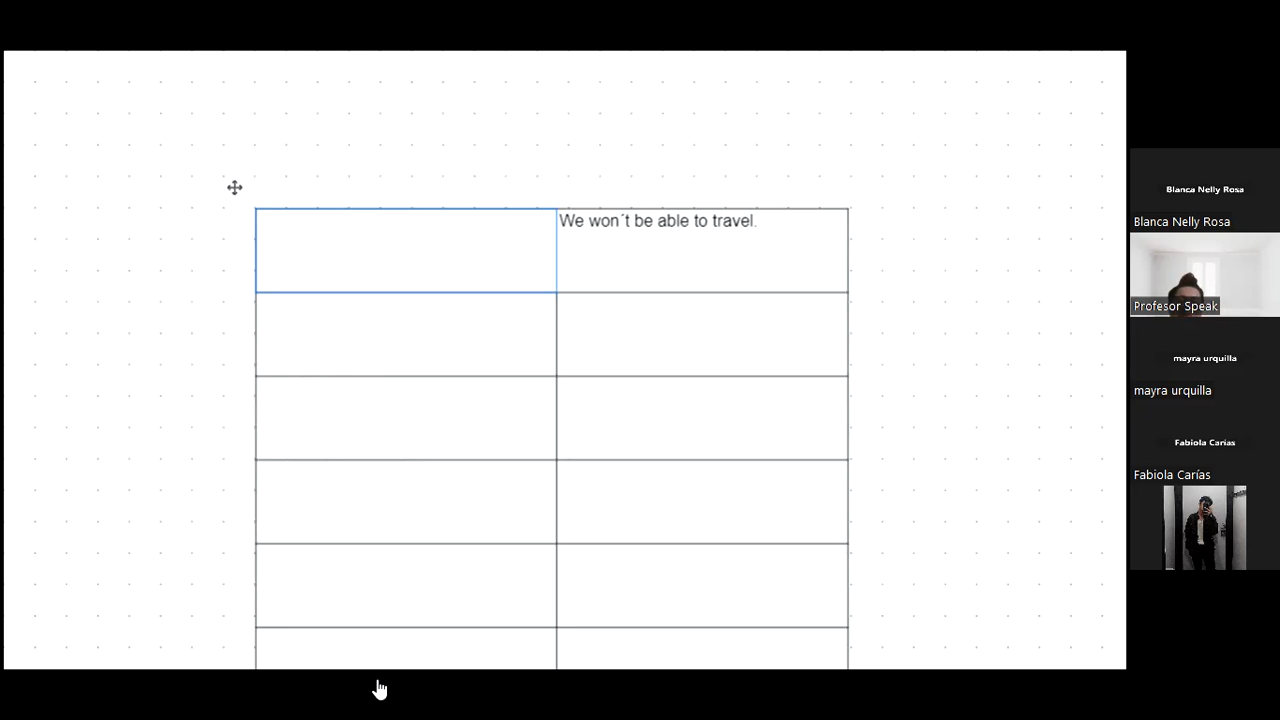 We won´t be able to travel.
Blanca Nelly Rosa
Blanca Nelly Rosa
Profesor Speak
mayra urquilla
mayra urquilla
Fabiola Carías
Fabiola Carías